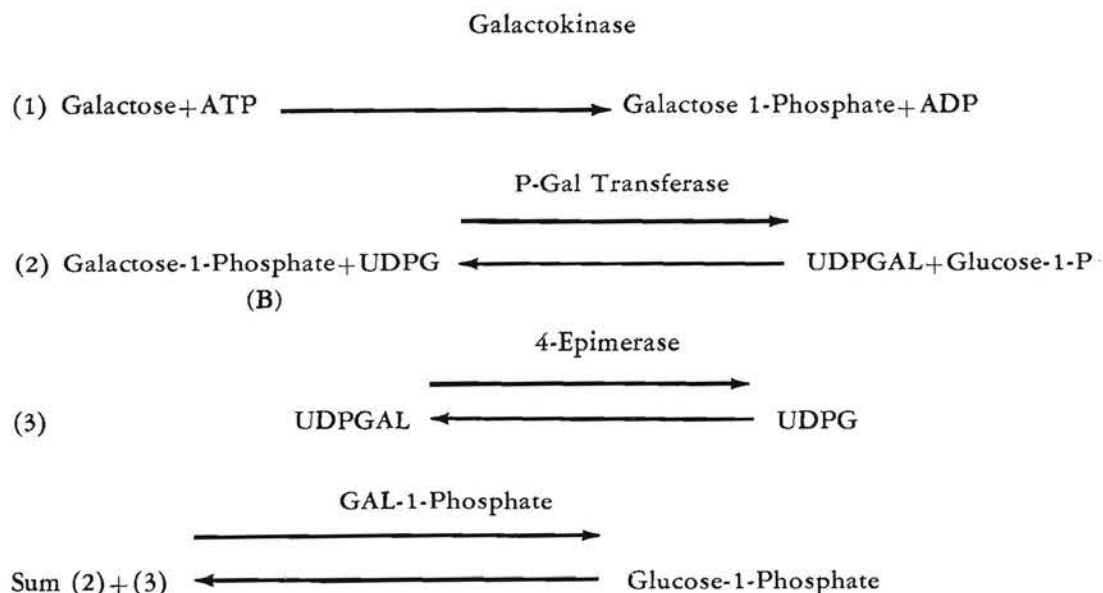 Galactokinase
(1) Galactose+ATP Galactose 1-Phosphate+ADP
P-Gal Transferase
(2) Galactose-1-Phosphate+UDPG UDPGAL+Glucose-1-P
(B)
4-Epimerase
(3) UDPGAL UDPG
GAL-1-Phosphate
Sum (2)+(3) Glucose-1-Phosphate